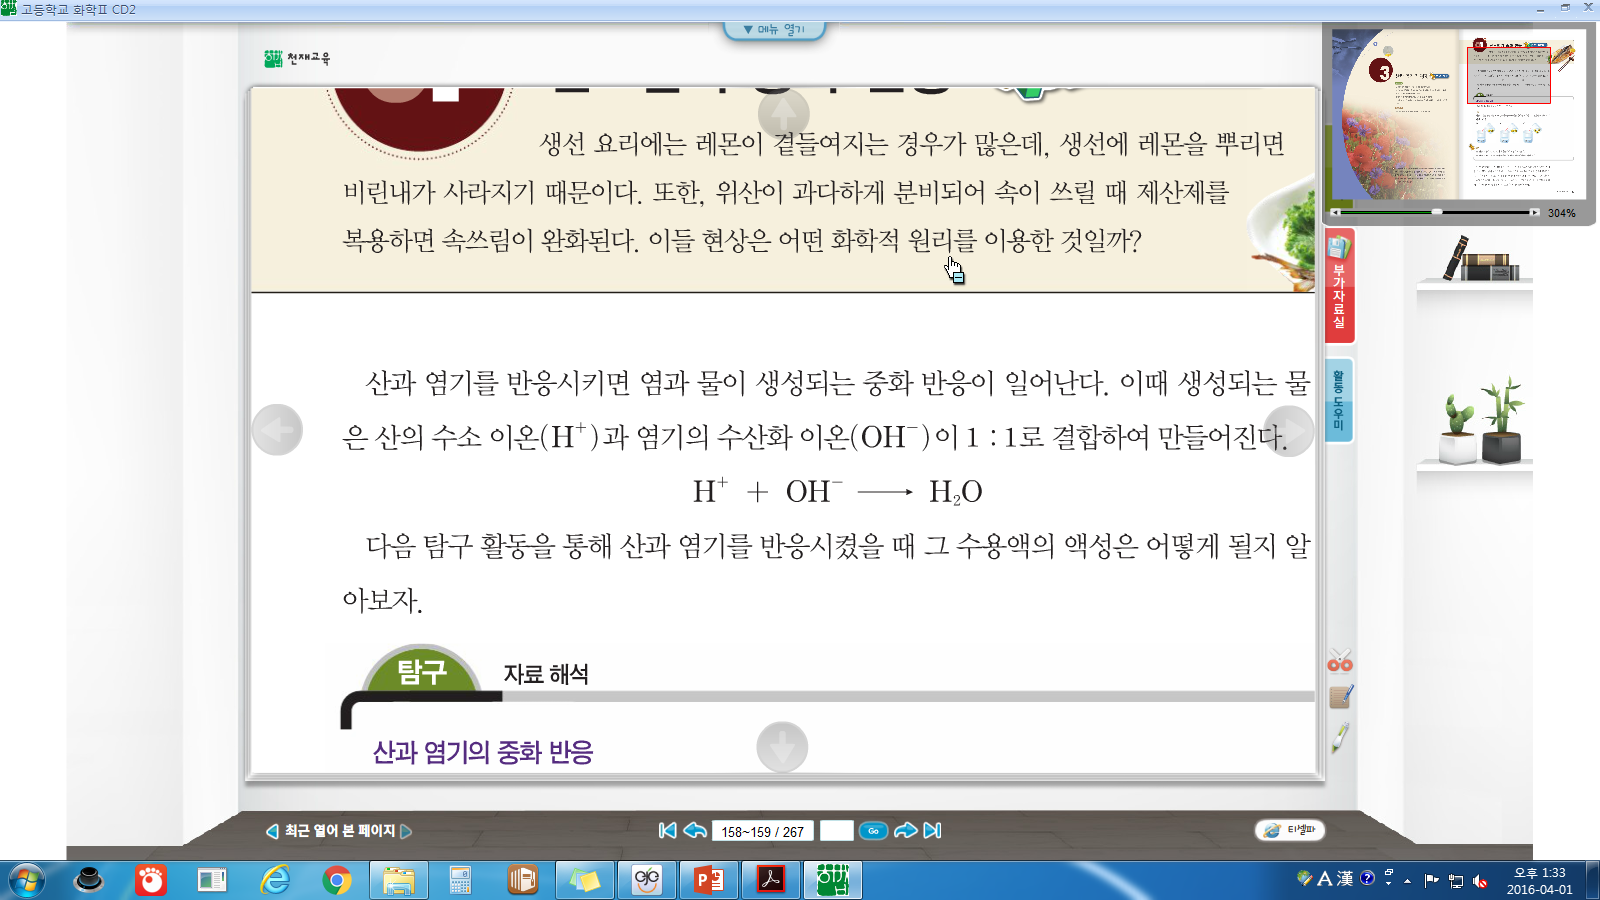 고등학교 화학Ⅱ CD2
▼ 메뉴 열기
천재교육
생선 요리에는 레몬이 곁들여지는 경우가 많은데, 생선에 레몬을 뿌리면
비린내가 사라지기 때문이다. 또한, 위산이 과다하게 분비되어 속이 쓰릴 때 제산제를
복용하면 속쓰림이 완화된다. 이들 현상은 어떤 화학적 원리를 이용한 것일까?
산과 염기를 반응시키면 염과 물이 생성되는 중화 반응이 일어난다. 이때 생성되는 물
은 산의 수소 이온(H⁺)과 염기의 수산화 이온(OH⁻)이 1 : 1로 결합하여 만들어진다.
H⁺ + OH⁻ ⟶ H₂O
다음 탐구 활동을 통해 산과 염기를 반응시켰을 때 그 수용액의 액성은 어떻게 될지 알
아보자.
탐구 자료 해석
산과 염기의 중화 반응
3
304%
부가자료실
활동도우미
최근 열어 본 페이지
158~159 / 267
Go
티셀파
A 漢
오후 1:33
2016-04-01